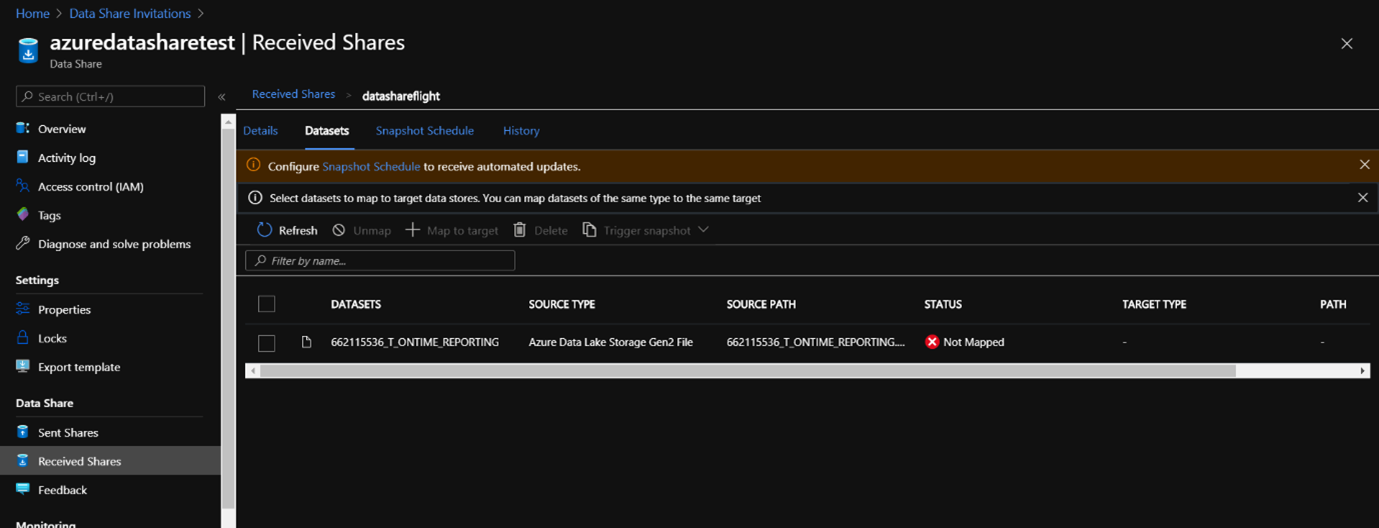 Home > Data Share Invitations >
azuredatasharetest | Received Shares
Data Share
Search (Ctrl+/)
«
Overview
Activity log
Access control (IAM)
Tags
Diagnose and solve problems
Settings
Properties
Locks
Export template
Data Share
Sent Shares
Received Shares
Feedback
Monitoring
Received Shares > datashareflight
Details Datasets Snapshot Schedule History
Configure Snapshot Schedule to receive automated updates.
Select datasets to map to target data stores. You can map datasets of the same type to the same target
Refresh Unmap Map to target Delete Trigger snapshot
Filter by name...
DATASETS SOURCE TYPE SOURCE PATH STATUS TARGET TYPE PATH
662115536_T_ONTIME_REPORTING Azure Data Lake Storage Gen2 File 662115536_T_ONTIME_REPORTING.... Not Mapped - -